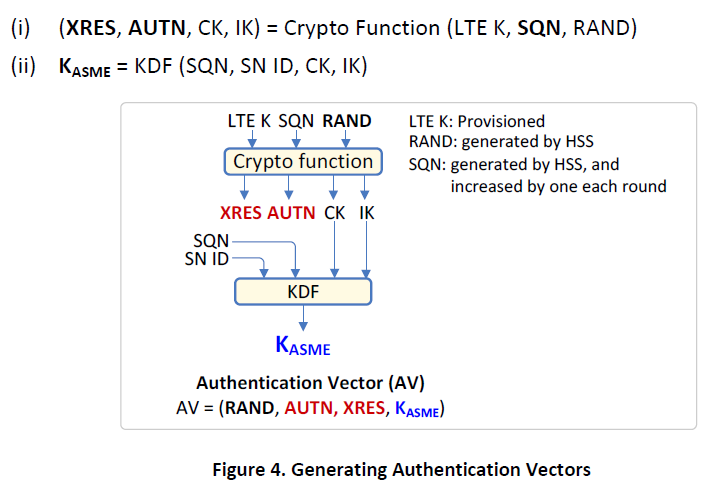 (i) (XRES, AUTN, CK, IK) = Crypto Function (LTE K, SQN, RAND)
(ii) KASME = KDF (SQN, SN ID, CK, IK)
LTE K SQN RAND
Crypto function
XRES AUTN CK IK
SQN
SN ID
KDF
KASME
LTE K: Provisioned
RAND: generated by HSS
SQN: generated by HSS, and
increased by one each round
Authentication Vector (AV)
AV = (RAND, AUTN, XRES, KASME)
Figure 4. Generating Authentication Vectors